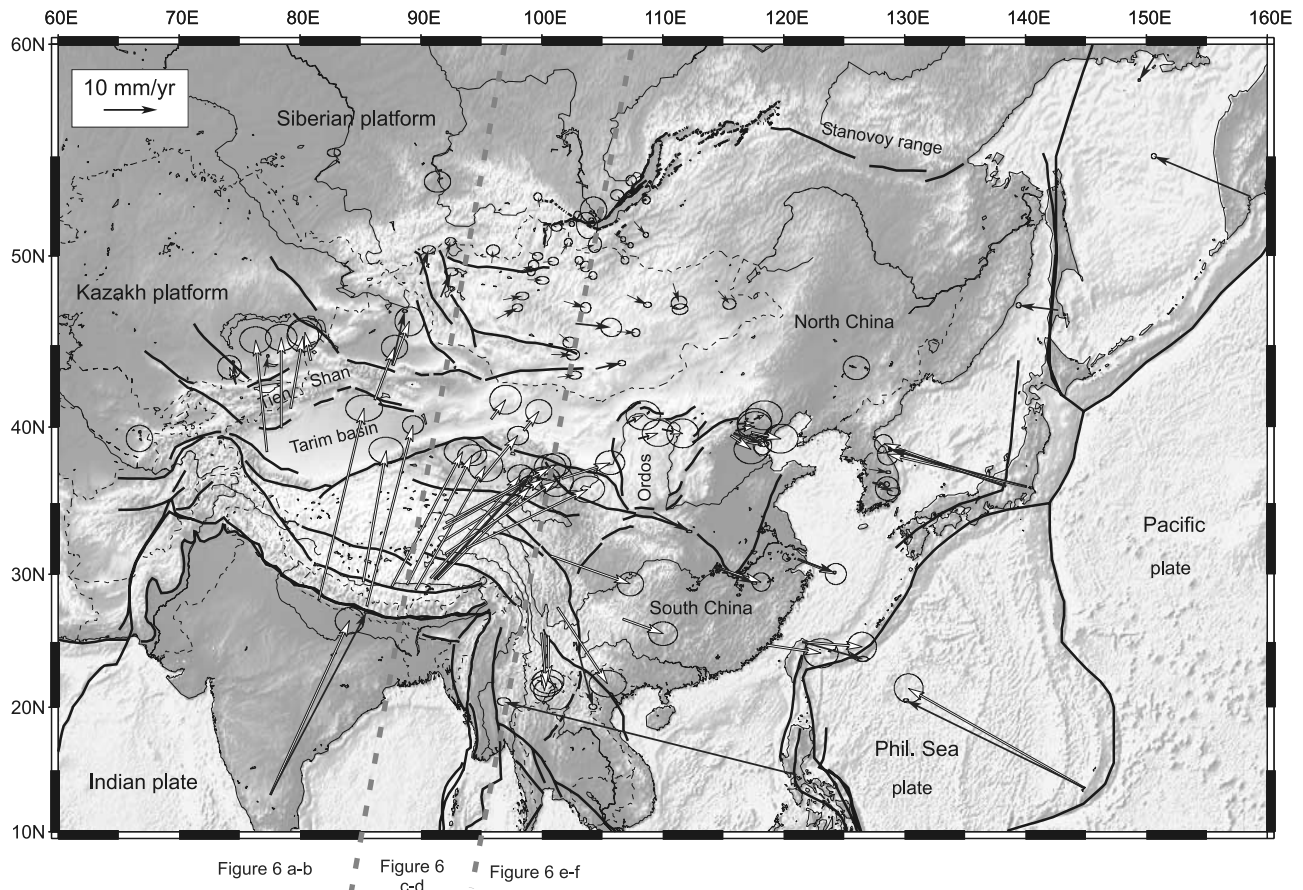 60E 70E 80E 90E 100E 110E 120E 130E 140E 150E 160E
60N
10 mm/yr
Siberian platform
Stanovoy range
50N
Kazakh platform
North China
Tien Shan
40N
Tarim basin
Ordos
Pacific
plate
30N
South China
20N
Phil. Sea
plate
Indian plate
10N
Figure 6 a-b
Figure 6
c-d
Figure 6 e-f